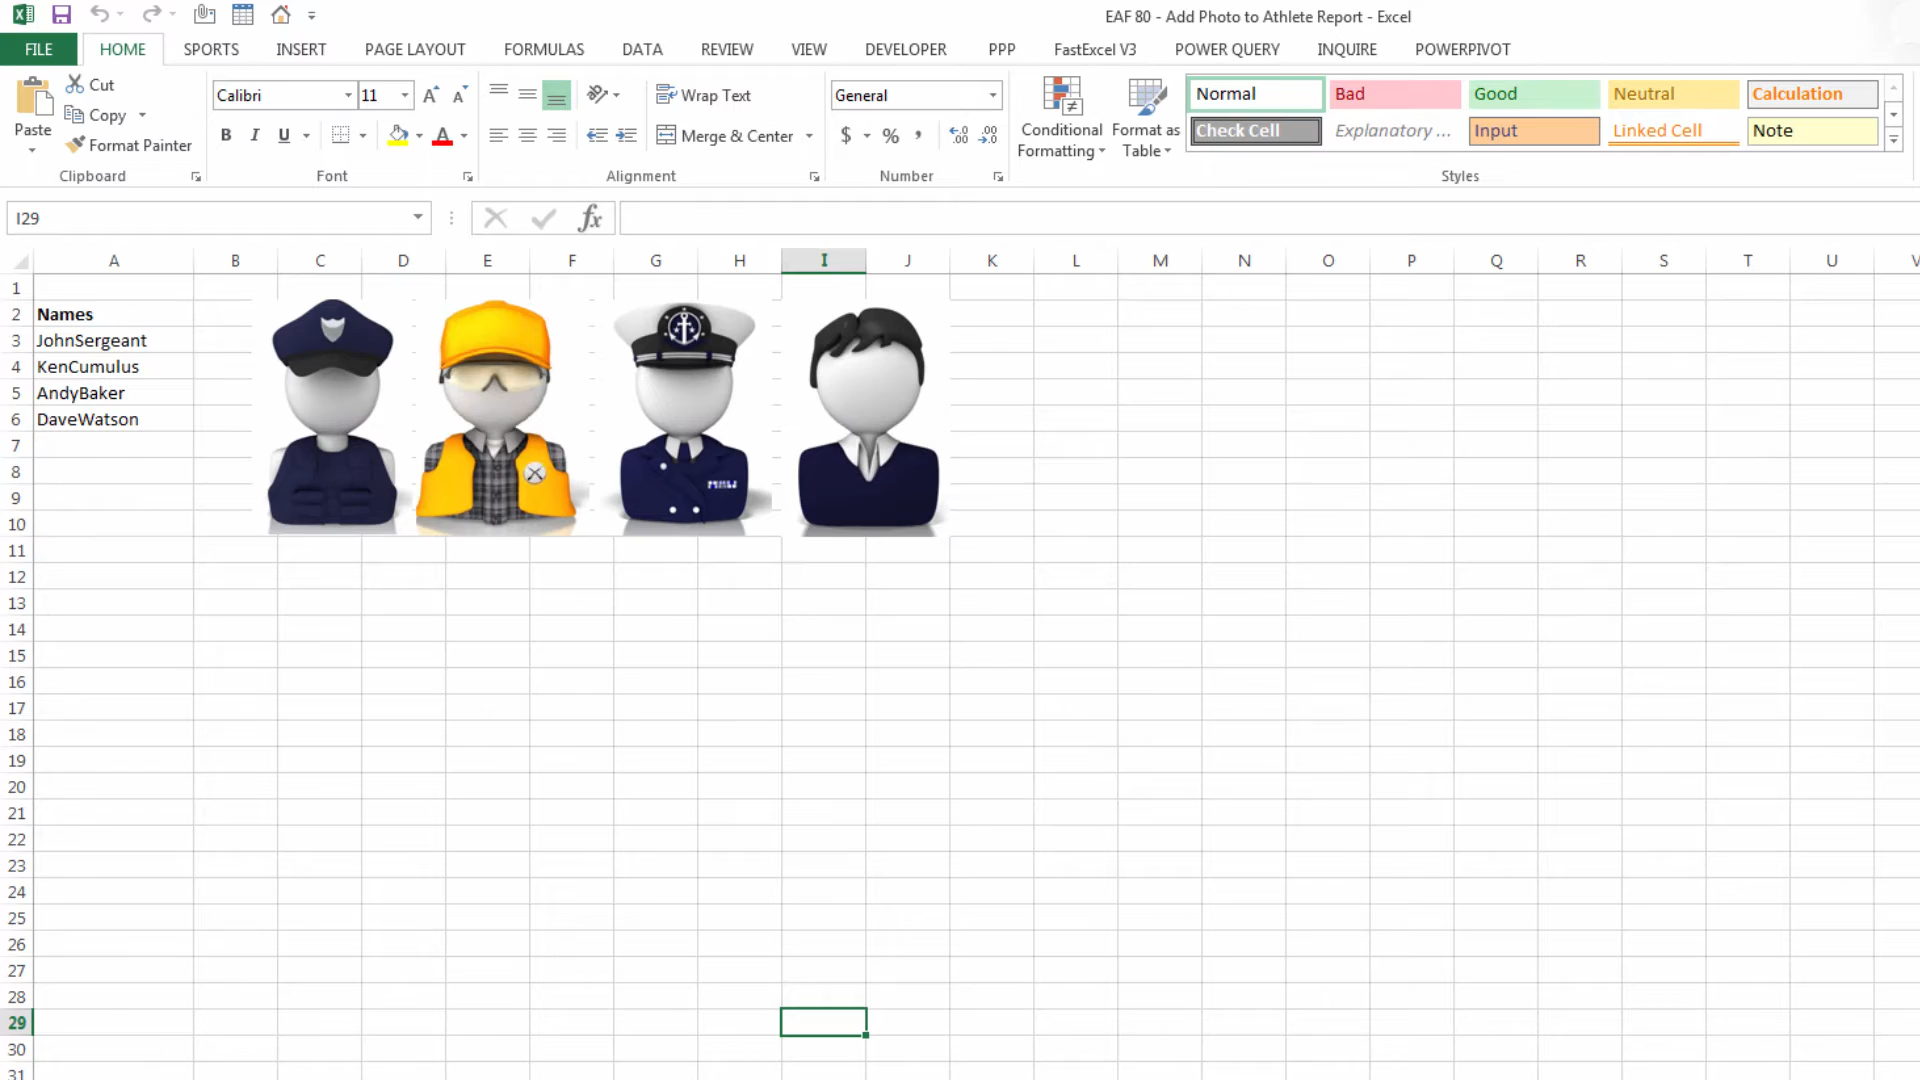 EAF 80 - Add Photo to Athlete Report - Excel
FILE HOME SPORTS INSERT PAGE LAYOUT FORMULAS DATA REVIEW VIEW DEVELOPER PPP FastExcel V3 POWER QUERY INQUIRE POWERPIVOT
Paste
Cut
Copy
Format Painter
Clipboard
Calibri 11
B I U
Font
Wrap Text
Merge & Center
Alignment
General
$ % ,
Number
Conditional Formatting
Format as Table
Normal Bad Good Neutral Calculation
Check Cell Explanatory ... Input Linked Cell Note
Styles
I29
fx
A B C D E F G H I J K L M N O P Q R S T U V
1
2 Names
3 JohnSergeant
4 KenCumulus
5 AndyBaker
6 DaveWatson
7
8
9
10
11
12
13
14
15
16
17
18
19
20
21
22
23
24
25
26
27
28
29
30
31